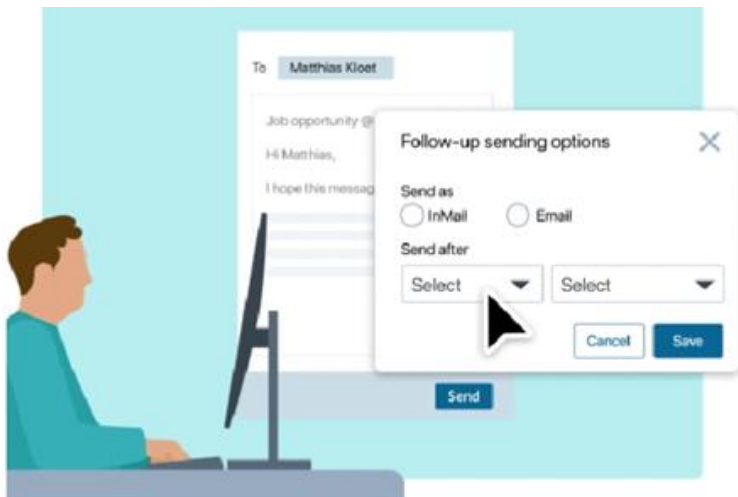 To Matthias Kloet
Job opportunity @
Hi Matthias,
I hope this messag
Follow-up sending options
Send as
InMail Email
Send after
Select Select
Cancel Save
Send